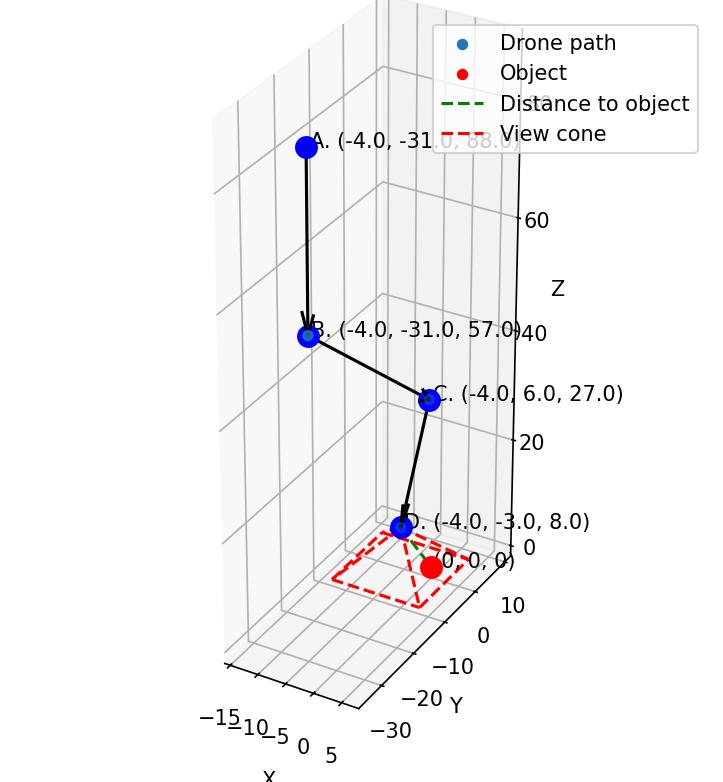 Drone path
Object
Distance to object
View cone
A. (-4.0, -31.0, 88.0)
80
60
Z
B. (-4.0, -31.0, 57.0)
40
C. (-4.0, 6.0, 27.0)
20
D. (-4.0, -3.0, 8.0)
0
(0, 0, 0)
10
0
−10
−20
Y
−30
−15
−10
−5
0
5
X